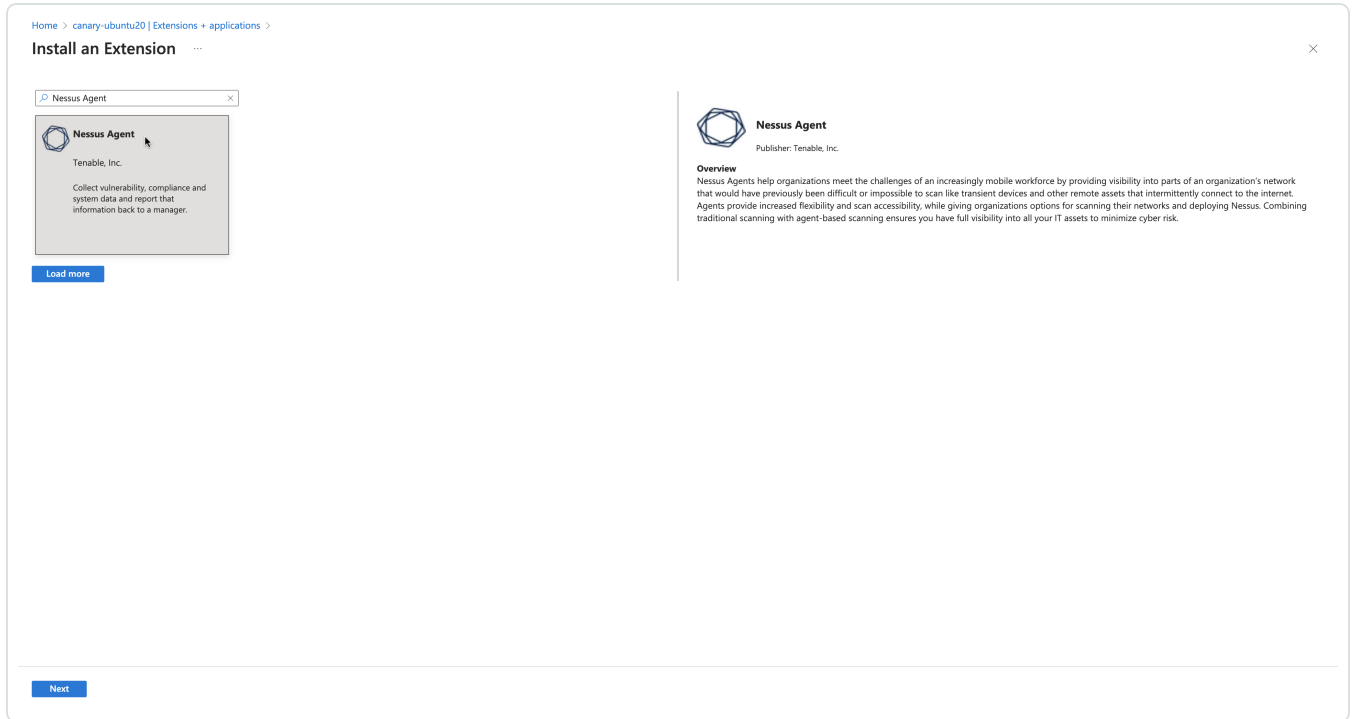 Home > canary-ubuntu20 | Extensions + applications >
Install an Extension ...
Nessus Agent
Nessus Agent
Tenable, Inc.
Collect vulnerability, compliance and
system data and report that
information back to a manager.
Load more
Nessus Agent
Publisher: Tenable, Inc.
Overview
Nessus Agents help organizations meet the challenges of an increasingly mobile workforce by providing visibility into parts of an organization's network
that would have previously been difficult or impossible to scan like transient devices and other remote assets that intermittently connect to the internet.
Agents provide increased flexibility and scan accessibility, while giving organizations options for scanning their networks and deploying Nessus. Combining
traditional scanning with agent-based scanning ensures you have full visibility into all your IT assets to minimize cyber risk.
Next